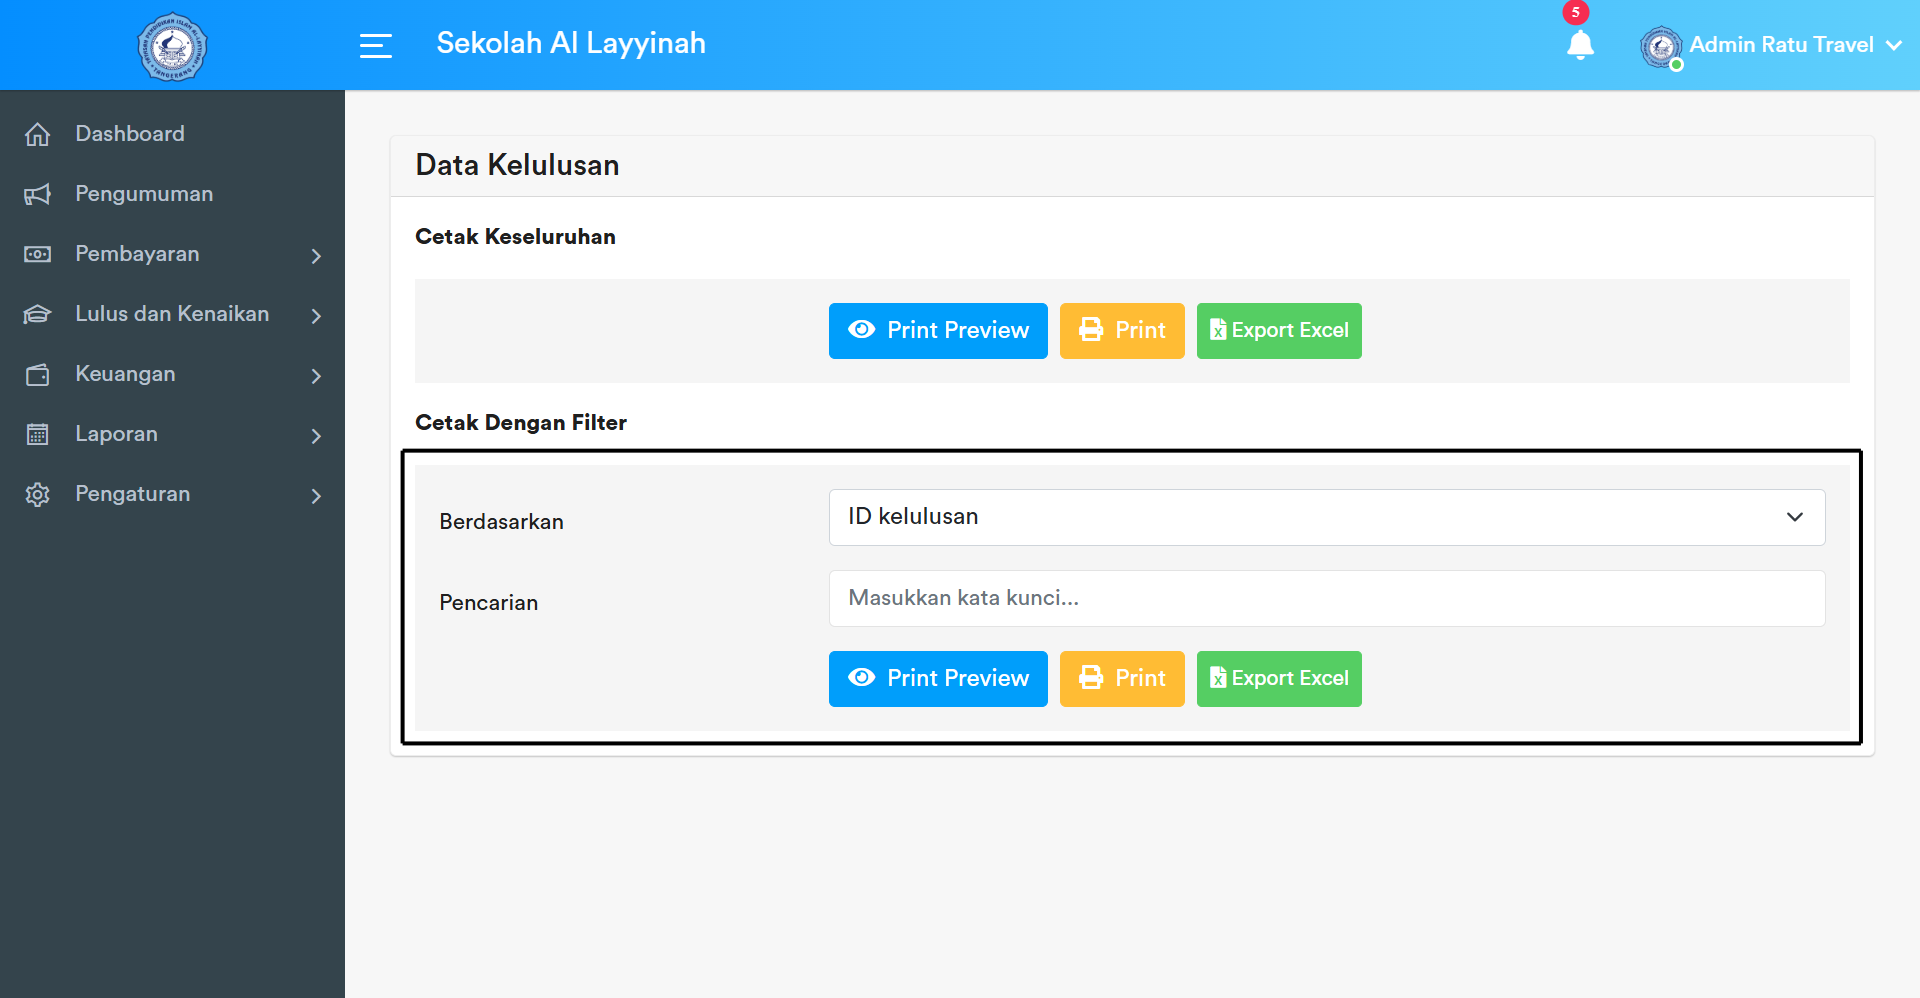 Sekolah Al Layyinah
5
Admin Ratu Travel
Dashboard
Pengumuman
Pembayaran
Lulus dan Kenaikan
Keuangan
Laporan
Pengaturan
Data Kelulusan
Cetak Keseluruhan
Print Preview
Print
Export Excel
Cetak Dengan Filter
Berdasarkan
ID kelulusan
Pencarian
Masukkan kata kunci...
Print Preview
Print
Export Excel